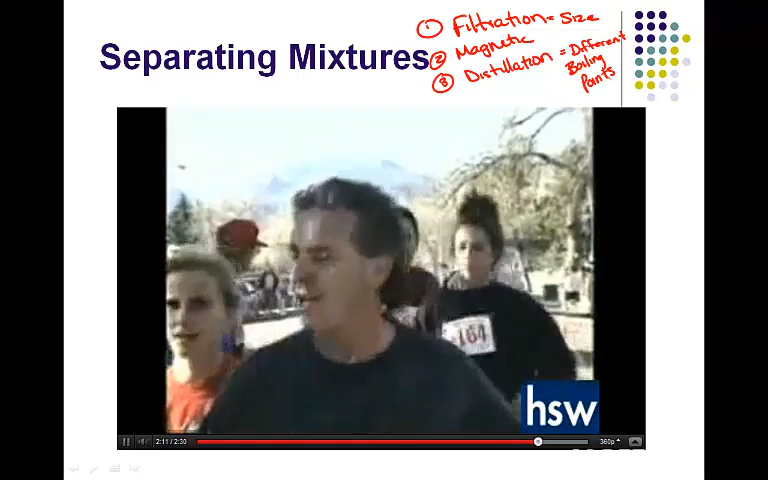 Separating Mixtures
① Filtration = Size
② Magnetic
③ Distillation = Different
Boiling
Points
164
hsw
2:11 / 2:30
360p